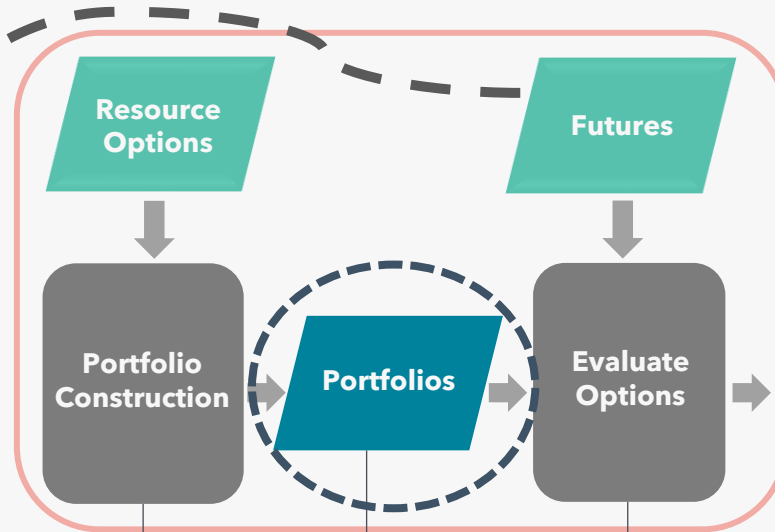 Resource
Options
Futures
Portfolio
Construction
Portfolios
Evaluate
Options